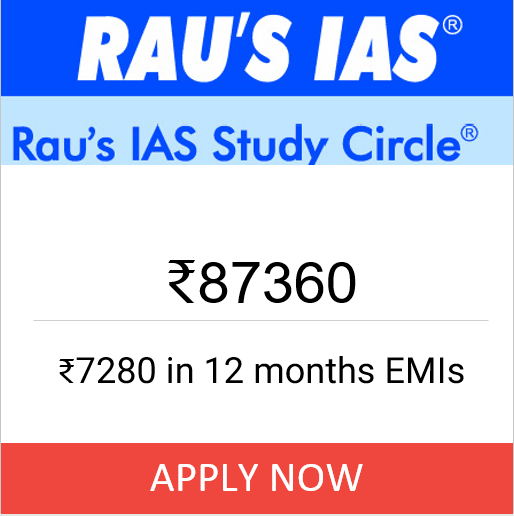 RAU'S IAS®
Rau's IAS Study Circle®
₹87360
₹7280 in 12 months EMIs
APPLY NOW